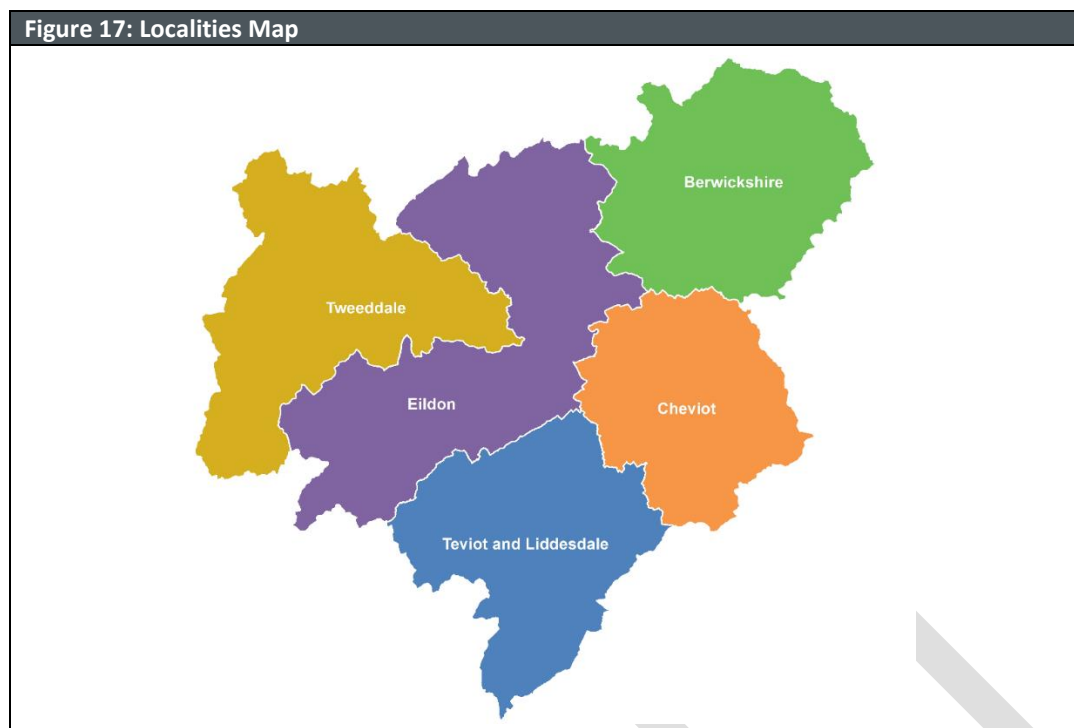 Figure 17: Localities Map
Berwickshire
Tweeddale
Eildon
Cheviot
Teviot and Liddesdale